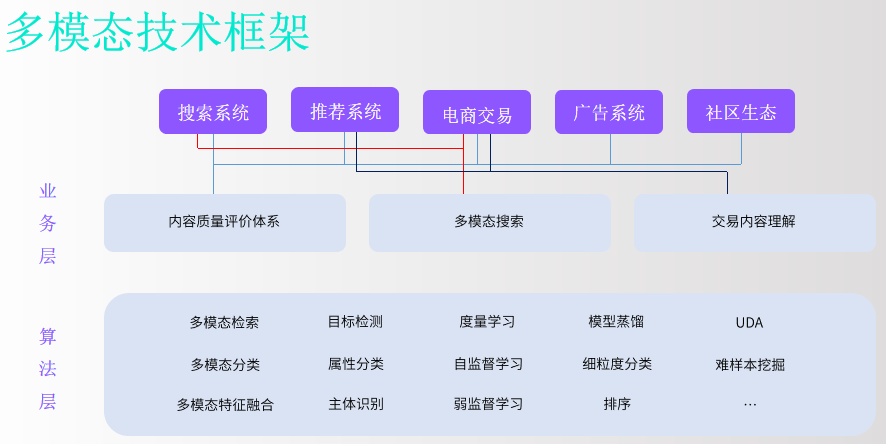 多模态技术框架
搜索系统 推荐系统 电商交易 广告系统 社区生态
业务层
内容质量评价体系 多模态搜索 交易内容理解
算法层
多模态检索 目标检测 度量学习 模型蒸馏 UDA
多模态分类 属性分类 自监督学习 细粒度分类 难样本挖掘
多模态特征融合 主体识别 弱监督学习 排序 …